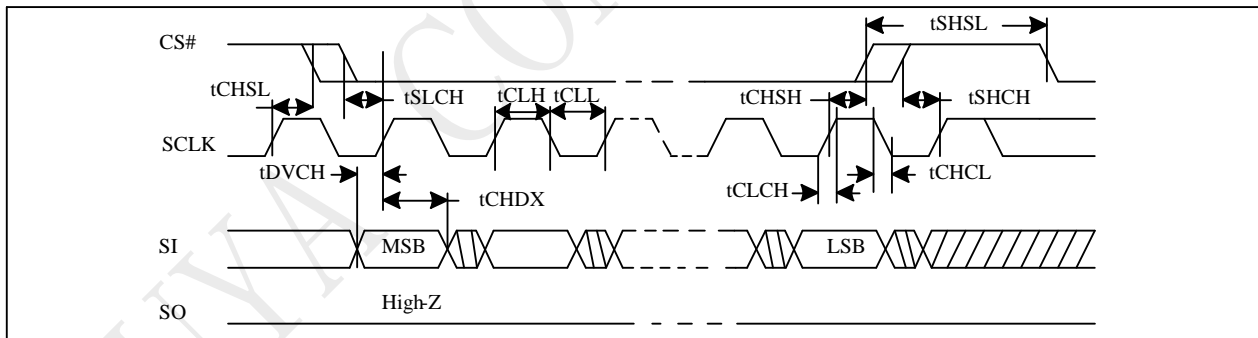 tSHSL
CS#
tCHSL
tSLCH
tCLH
tCLL
tCHSH
tSHCH
SCLK
tDVCH
tCHDX
tCLCH
tCHCL
SI
MSB
LSB
SO
High-Z